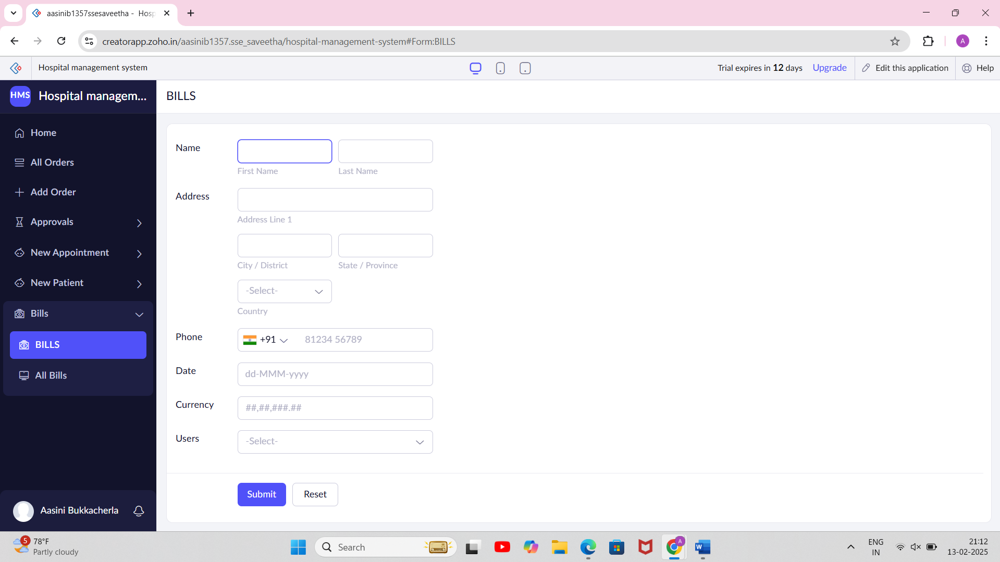 aasinib1357ssesaveetha - Hosp
creatorapp.zoho.in/aasinib1357.sse_saveetha/hospital-management-system#Form:BILLS
A
Hospital management system
Trial expires in 12 days
Upgrade
Edit this application
Help
HMS
Hospital managem...
BILLS
Home
All Orders
Add Order
Approvals
New Appointment
New Patient
Bills
BILLS
All Bills
Aasini Bukkacherla
Name
First Name
Last Name
Address
Address Line 1
City / District
State / Province
-Select-
Country
Phone
+91
81234 56789
Date
dd-MMM-yyyy
Currency
##,##,###.##
Users
-Select-
Submit
Reset
5
78°F
Partly cloudy
Search
A
W
ENG
IN
21:12
13-02-2025